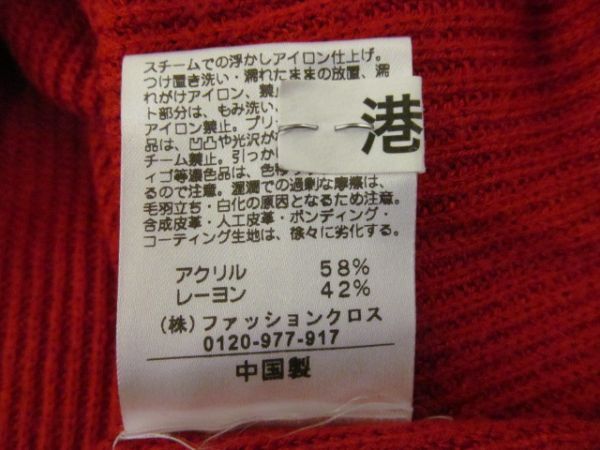 スチームでの浮かしアイロン仕上げ。
つけ置き洗い・濡れたままの放置、濡
れがけアイロン、禁
ト部分は、もみ洗い、
アイロン禁止。プリ
品は、凹凸や光沢が
チーム禁止。引っか
ィゴ等濃色品は、色移り
るので注意。湿潤での過剰な摩擦は、
毛羽立ち・白化の原因となるため注意。
合成皮革・人工皮革・ボンディング・
コーティング生地は、徐々に劣化する。
港
アクリル 58%
レーヨン 42%
(株)ファッションクロス
0120-977-917
中国製